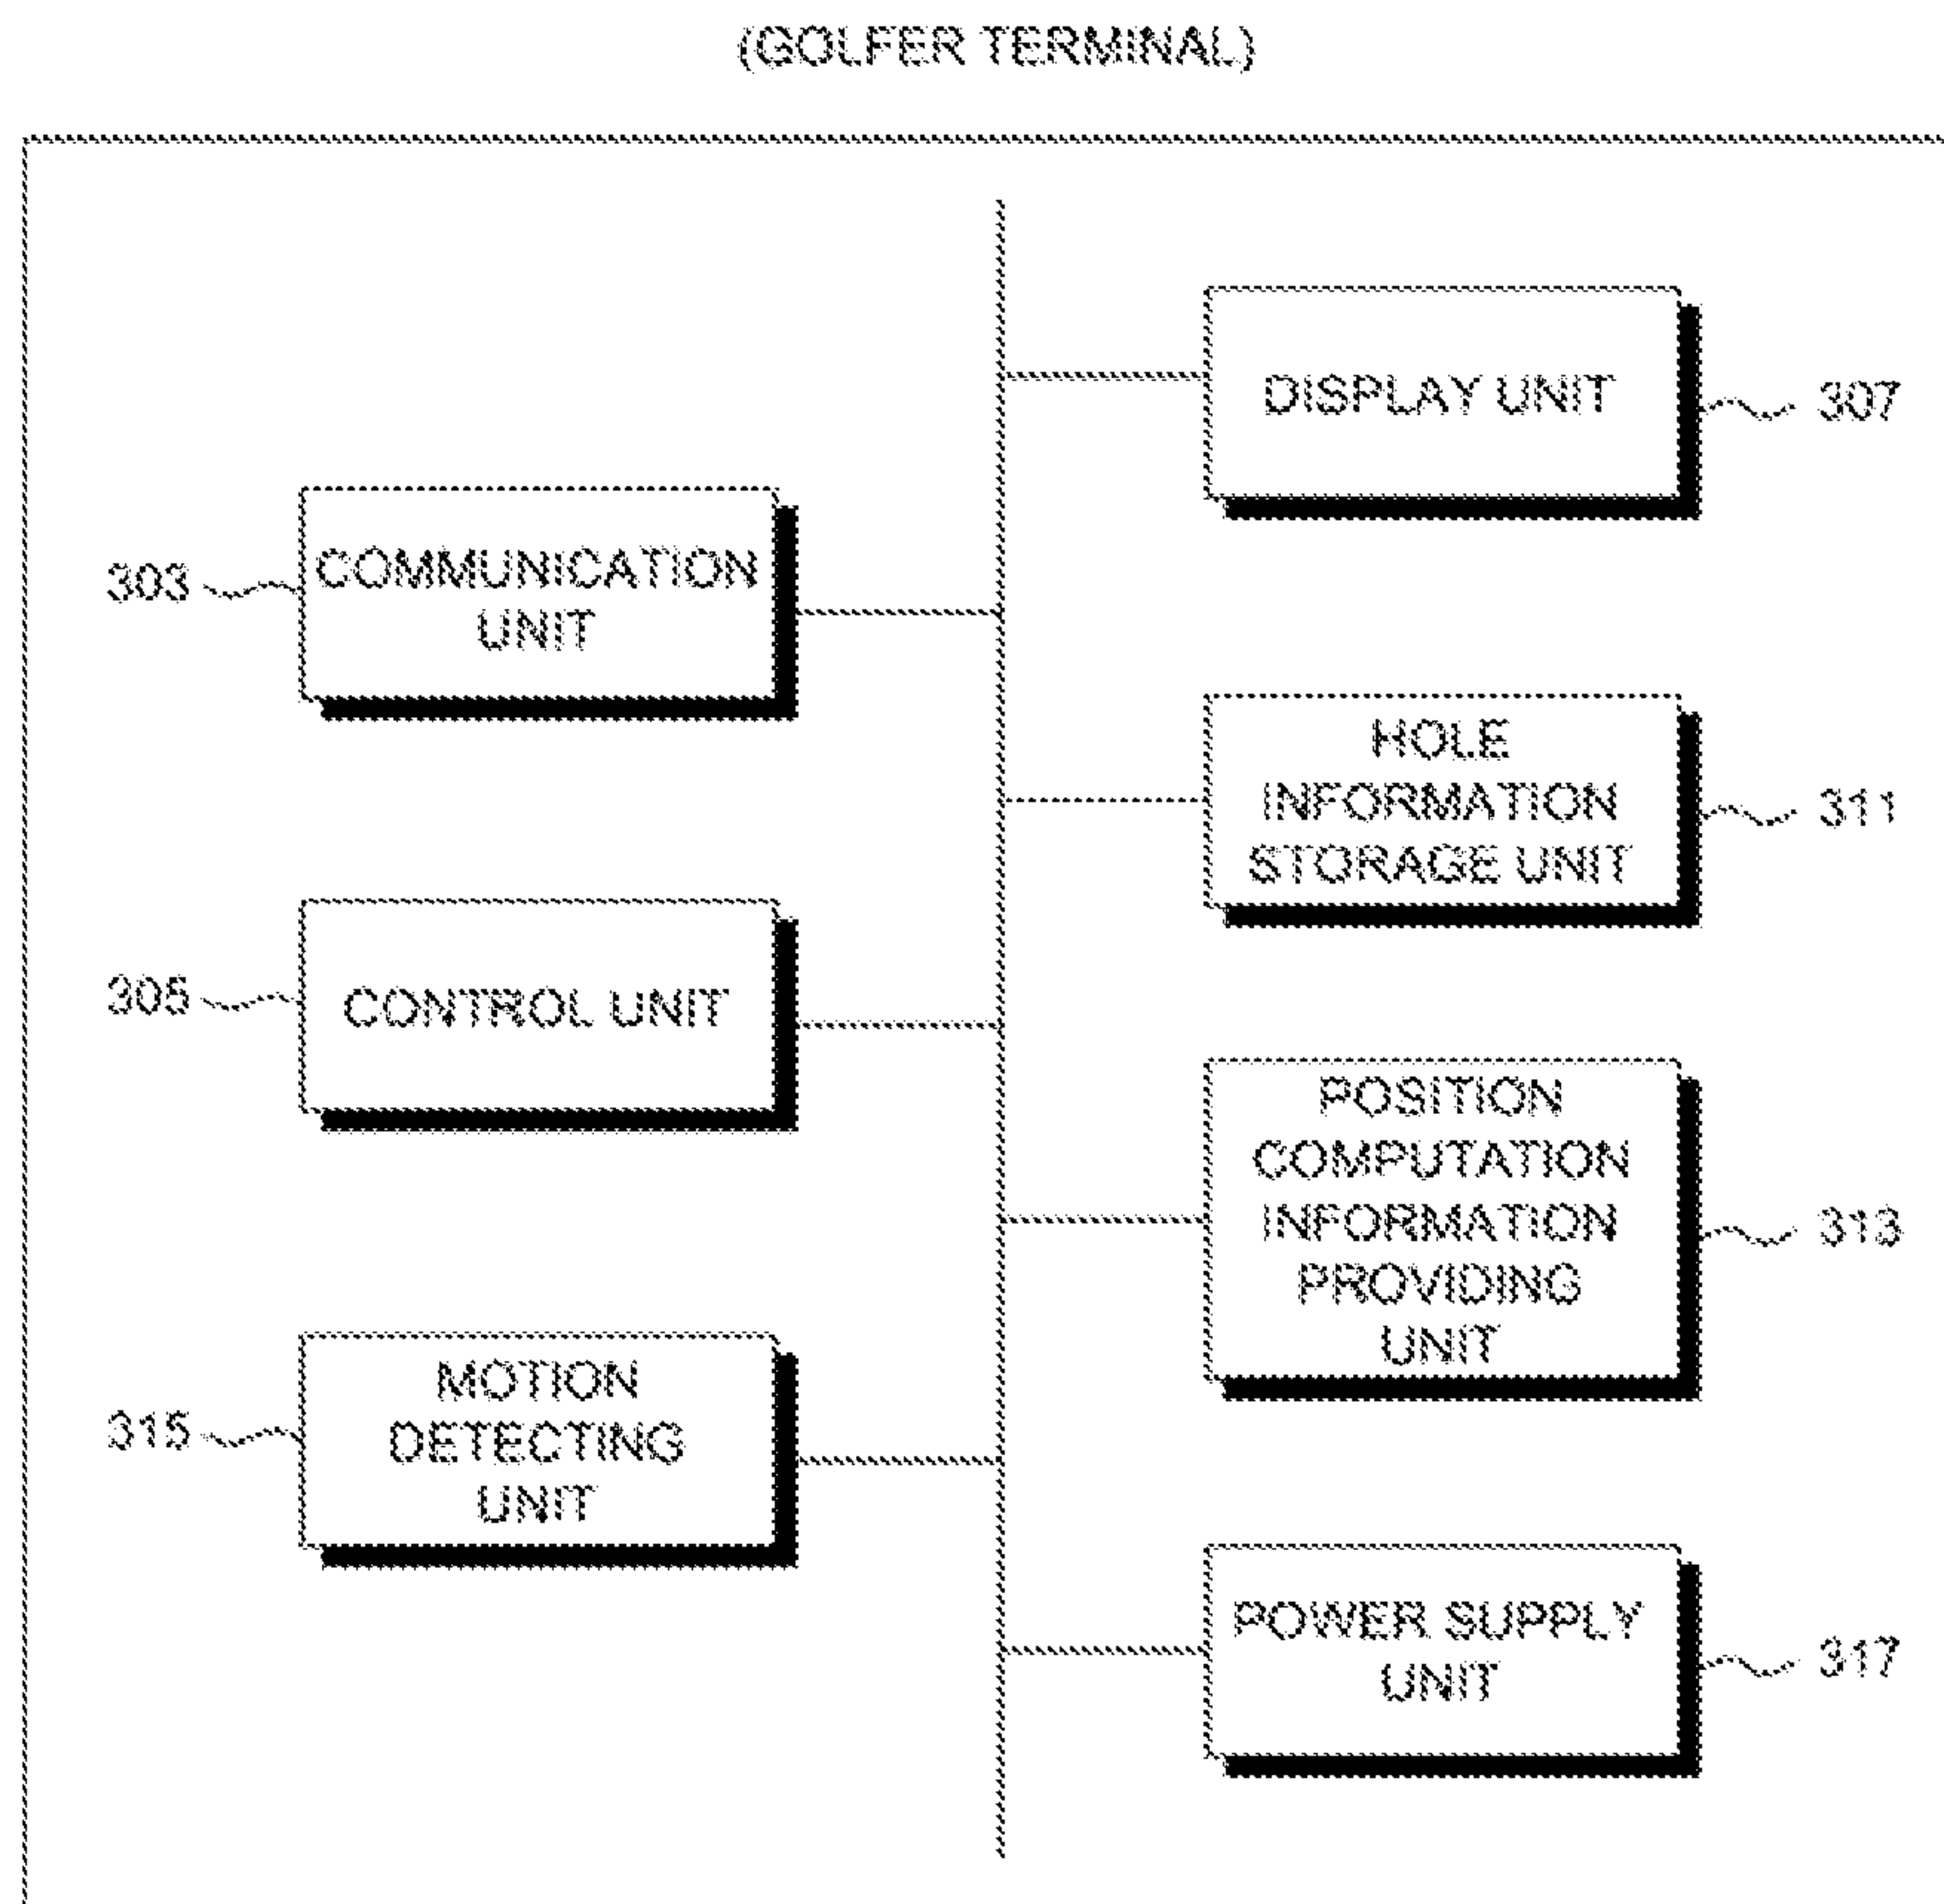 (GOLFER TERMINAL)
DISPLAY UNIT
307
303
COMMUNICATION
UNIT
HOLE
INFORMATION
STORAGE UNIT
311
305
CONTROL UNIT
POSITION
COMPUTATION
INFORMATION
PROVIDING
UNIT
313
315
MOTION
DETECTING
UNIT
POWER SUPPLY
UNIT
317